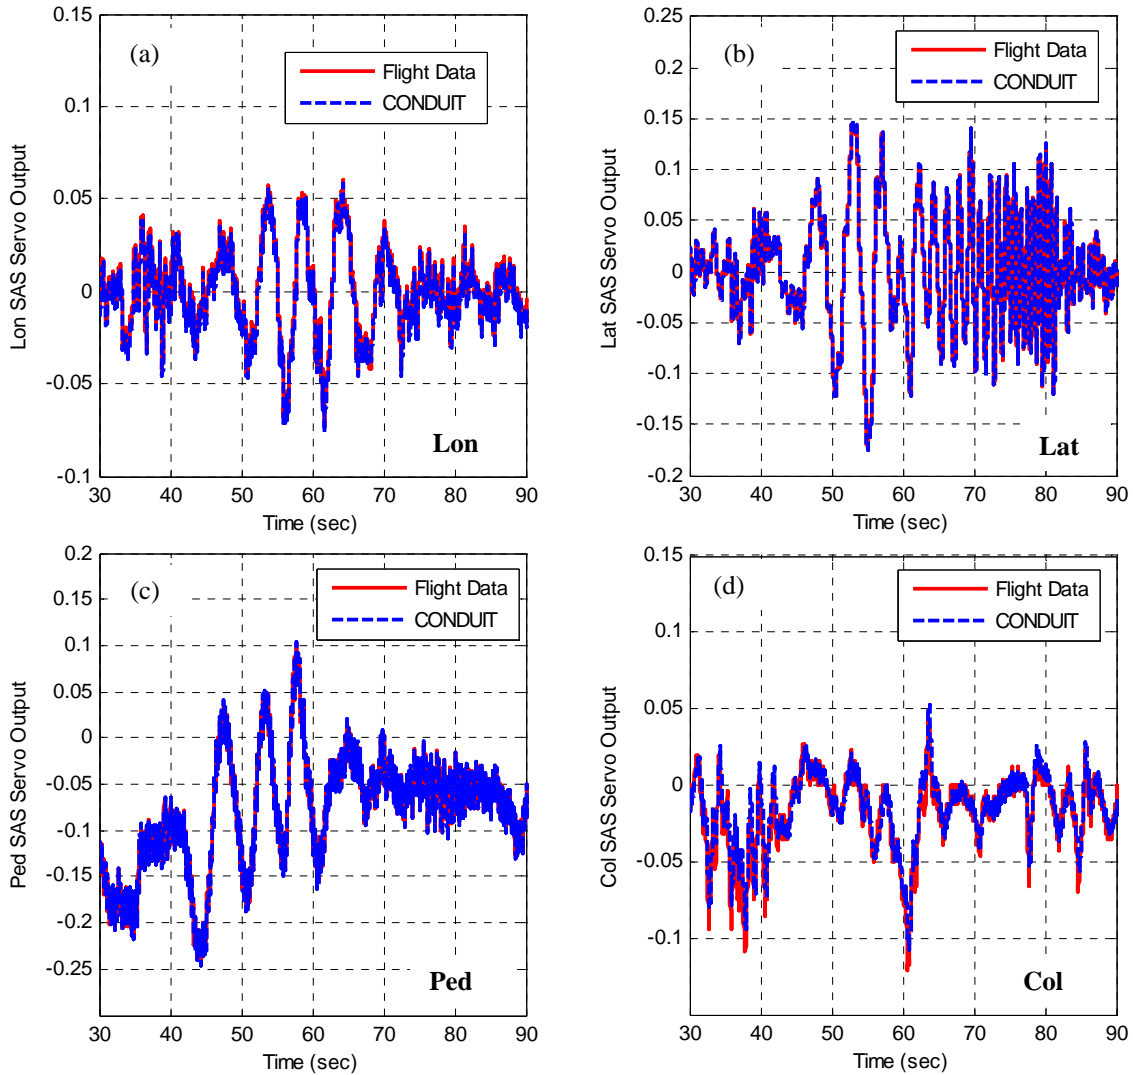 (a)
Flight Data
CONDUIT
0.15
0.1
0.05
0
-0.05
-0.1
Lon SAS Servo Output
Lon
30 40 50 60 70 80 90
Time (sec)
(b)
Flight Data
CONDUIT
0.25
0.2
0.15
0.1
0.05
0
-0.05
-0.1
-0.15
-0.2
Lat SAS Servo Output
Lat
30 40 50 60 70 80 90
Time (sec)
(c)
Flight Data
CONDUIT
0.2
0.15
0.1
0.05
0
-0.05
-0.1
-0.15
-0.2
-0.25
Ped SAS Servo Output
Ped
30 40 50 60 70 80 90
Time (sec)
(d)
Flight Data
CONDUIT
0.15
0.1
0.05
0
-0.05
-0.1
Col SAS Servo Output
Col
30 40 50 60 70 80 90
Time (sec)